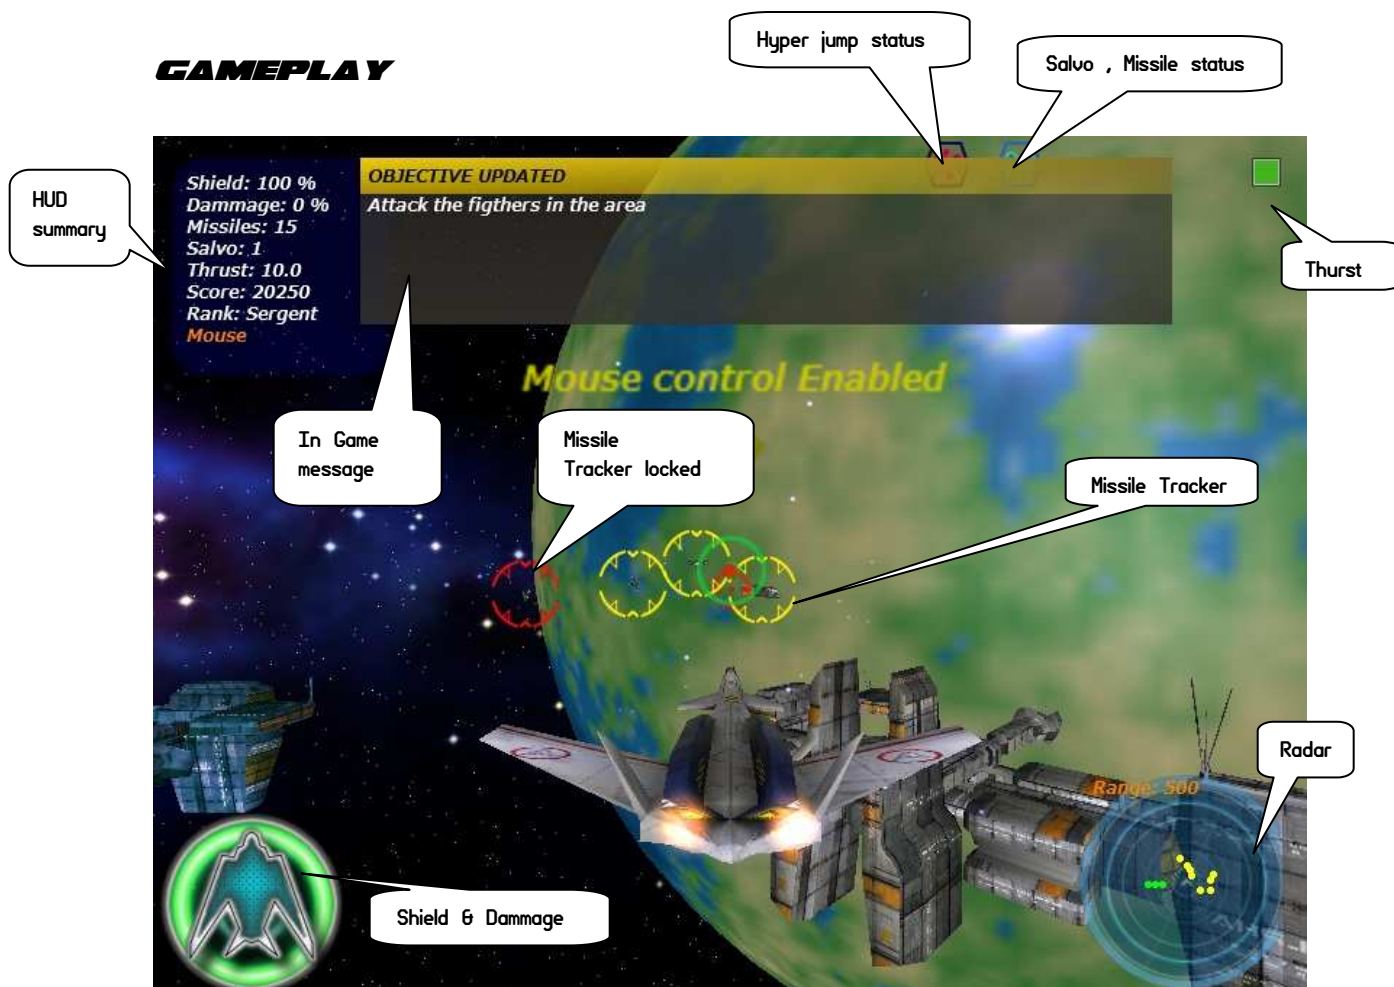 GAMEPLAY
Hyper jump status
Salvo , Missile status
HUD
summary
Shield: 100 %
Dammage: 0 %
Missiles: 15
Salvo: 1
Thrust: 10.0
Score: 20250
Rank: Sergent
Mouse
OBJECTIVE UPDATED
Attack the figthers in the area
Thurst
Mouse control Enabled
In Game
message
Missile
Tracker locked
Missile Tracker
Radar
Range: 500
Shield & Dammage